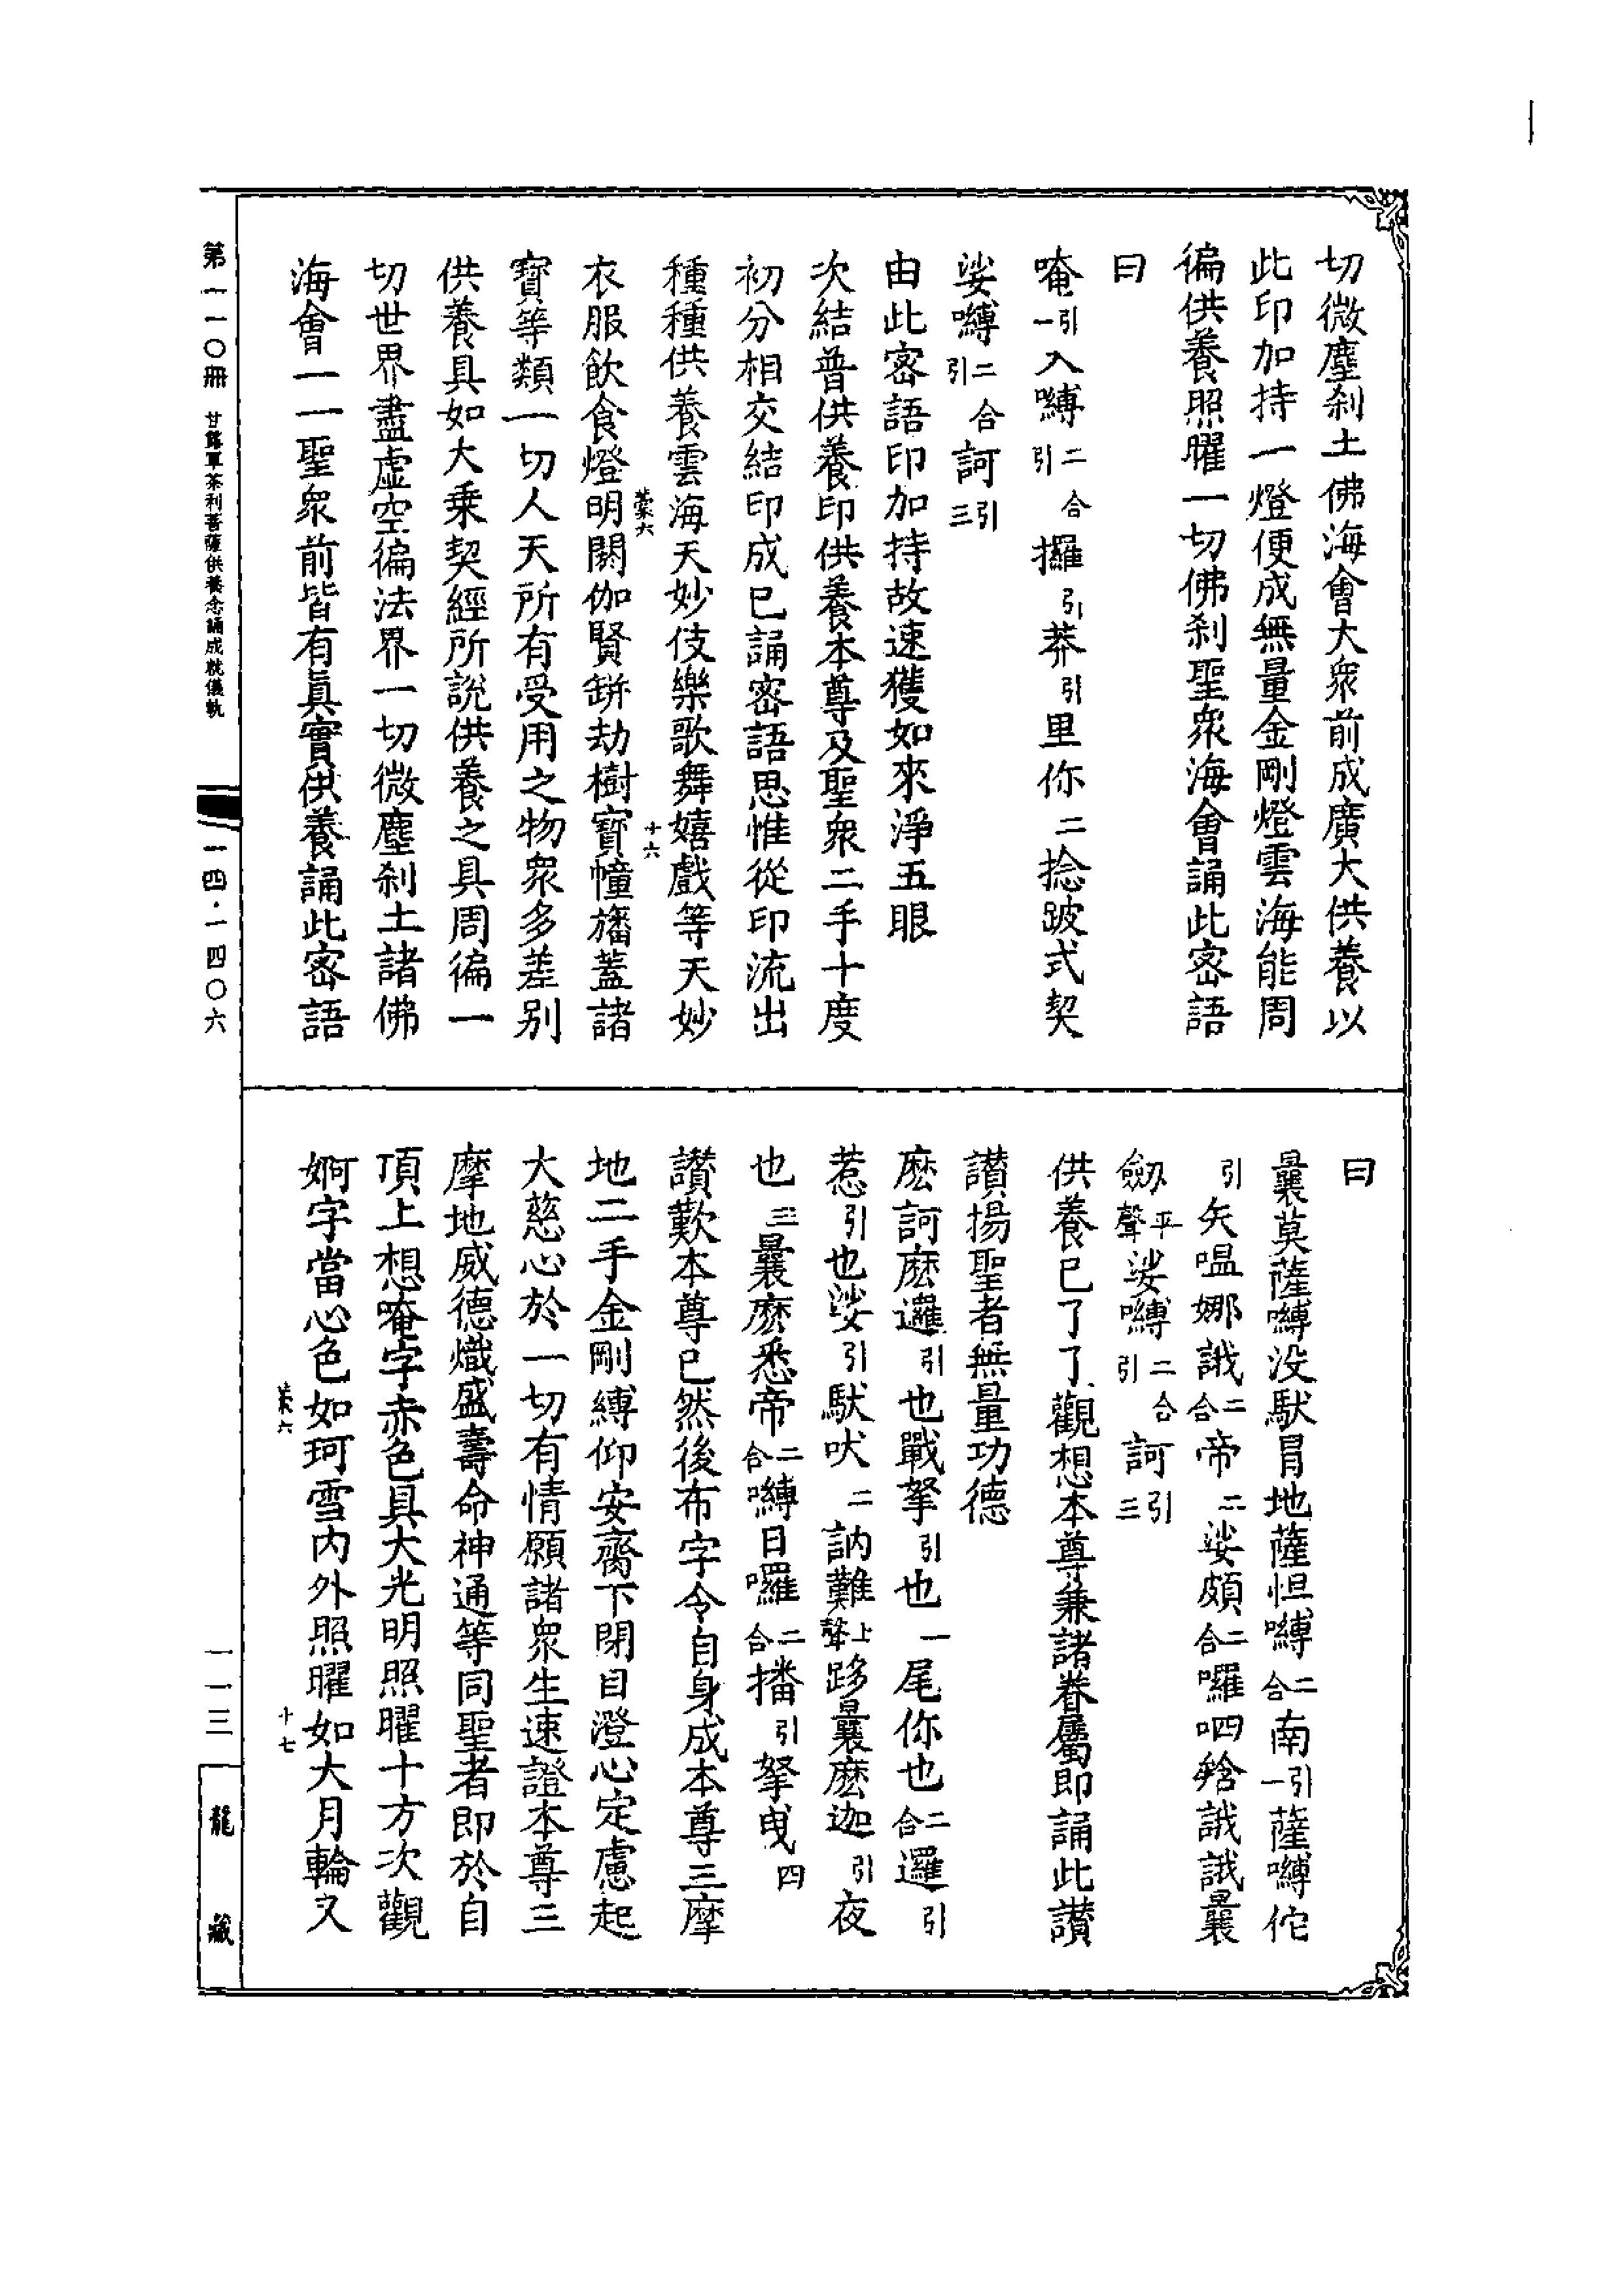 切微塵刹土佛海會大衆前成廣大供養以
此印加持一燈便成無量金剛燈雲海能周
徧供養照曜一切佛刹聖衆海會誦此密語
曰
唵引一入嚩二合引攞引莽引里你二捻跛式契
娑嚩二合引訶引三
由此密語印加持故速獲如來淨五眼
次結普供養印供養本尊及聖衆二手十度
初分相交結印成已誦密語思惟從印流出
種種供養雲海天妙伎樂歌舞嬉戲等天妙
衣服飲食燈明閼伽賢缾劫樹寶幢旛蓋諸
寶等類一切人天所有受用之物衆多差別
供養具如大乘契經所說供養之具周徧一
切世界盡虛空徧法界一切微塵刹土諸佛
海會一一聖衆前皆有眞實供養誦此密語
十六
曰
曩莫薩嚩没馱冒地薩怛嚩二合南引一薩嚩佗
引矢嗢娜誐二合帝二娑頗二合囉呬𤚥誐誐曩
劒平聲娑嚩二合引訶引三
供養已了了觀想本尊兼諸眷屬即誦此讃
讃揚聖者無量功德
麽訶麽邏引也戰拏引也一尾你也二合邏引
惹引也娑引馱吠二訥難上聲跢曩麽迦引夜
也三曩麽悉帝二合嚩日囉二合播引拏曳四
讃歎本尊已然後布字令自身成本尊三摩
地二手金剛縛仰安齎下閉目澄心定慮起
大慈心於一切有情願諸衆生速證本尊三
摩地威德熾盛壽命神通等同聖者即於自
頂上想唵字赤色具大光明照曜十方次觀
婀字當心色如珂雪内外照曜如大月輪又
十七
第一一〇冊 甘露軍荼利菩薩供養念誦成就儀軌
一四·一四〇六
一一三
龍藏